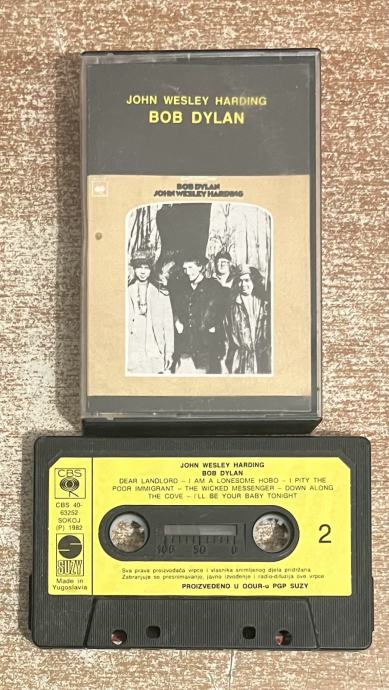 JOHN WESLEY HARDING
BOB DYLAN
BOB DYLAN
JOHN WESLEY HARDING
JOHN WESLEY HARDING
BOB DYLAN
DEAR LANDLORD - I AM A LONESOME HOBO - I PITY THE
POOR IMMIGRANT - THE WICKED MESSENGER - DOWN ALONG
THE COVE - I'LL BE YOUR BABY TONIGHT
CBS
CBS 40-
63252
SOKOJ
(P) 1982
SUZY
Made in
Yugoslavia
2
100 50 0
Sva prava proizvođača vrpce i vlasnika snimljenog djela pridržana
Zabranjuje se presnimavanje, javno izvođenje i radio-difuzija ove vrpce
PROIZVEDENO U OOUR-u PGP SUZY